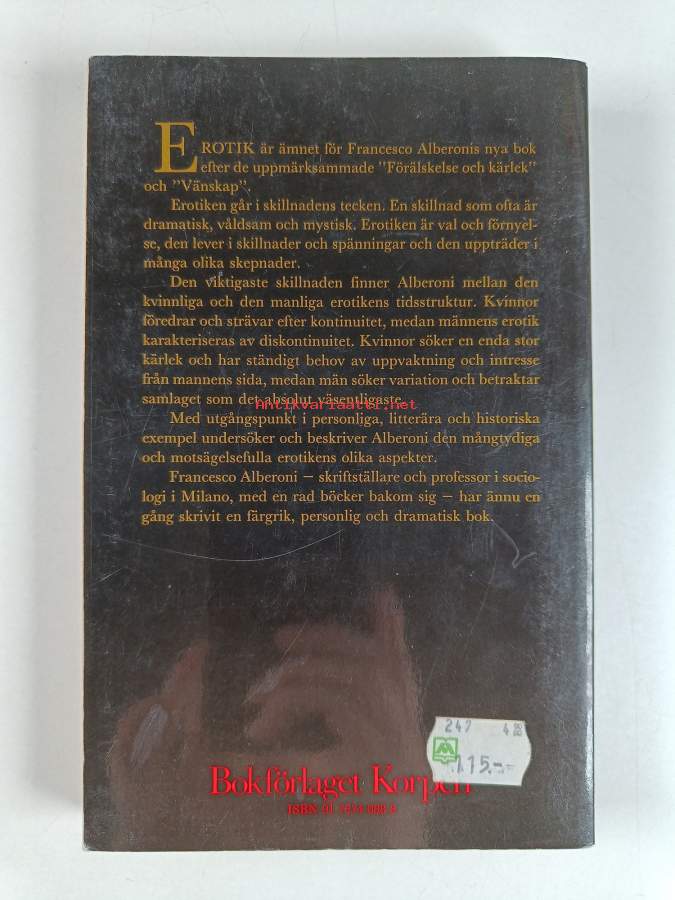 EROTIK är ämnet för Francesco Alberonis nya bok
efter de uppmärksammade ”Förälskelse och kärlek”
och ”Vänskap”.
Erotiken går i skillnadens tecken. En skillnad som ofta är
dramatisk, våldsam och mystisk. Erotiken är val och förnyel-
se, den lever i skillnader och spänningar och den uppträder i
många olika skepnader.
Den viktigaste skillnaden finner Alberoni mellan den
kvinnliga och den manliga erotikens tidsstruktur. Kvinnor
föredrar och strävar efter kontinuitet, medan männens erotik
karakteriseras av diskontinuitet. Kvinnor söker en enda stor
kärlek och har ständigt behov av uppvaktning och intresse
från mannens sida, medan män söker variation och betraktar
samlaget som det absolut väsentligaste.
Antikvariaatti.net
Med utgångspunkt i personliga, litterära och historiska
exempel undersöker och beskriver Alberoni den mångtydiga
och motsägelsefulla erotikens olika aspekter.
Francesco Alberoni – skriftställare och professor i socio-
logi i Milano, med en rad böcker bakom sig – har ännu en
gång skrivit en färgrik, personlig och dramatisk bok.
247
115.--
Bokförlaget Korpen
ISBN 91